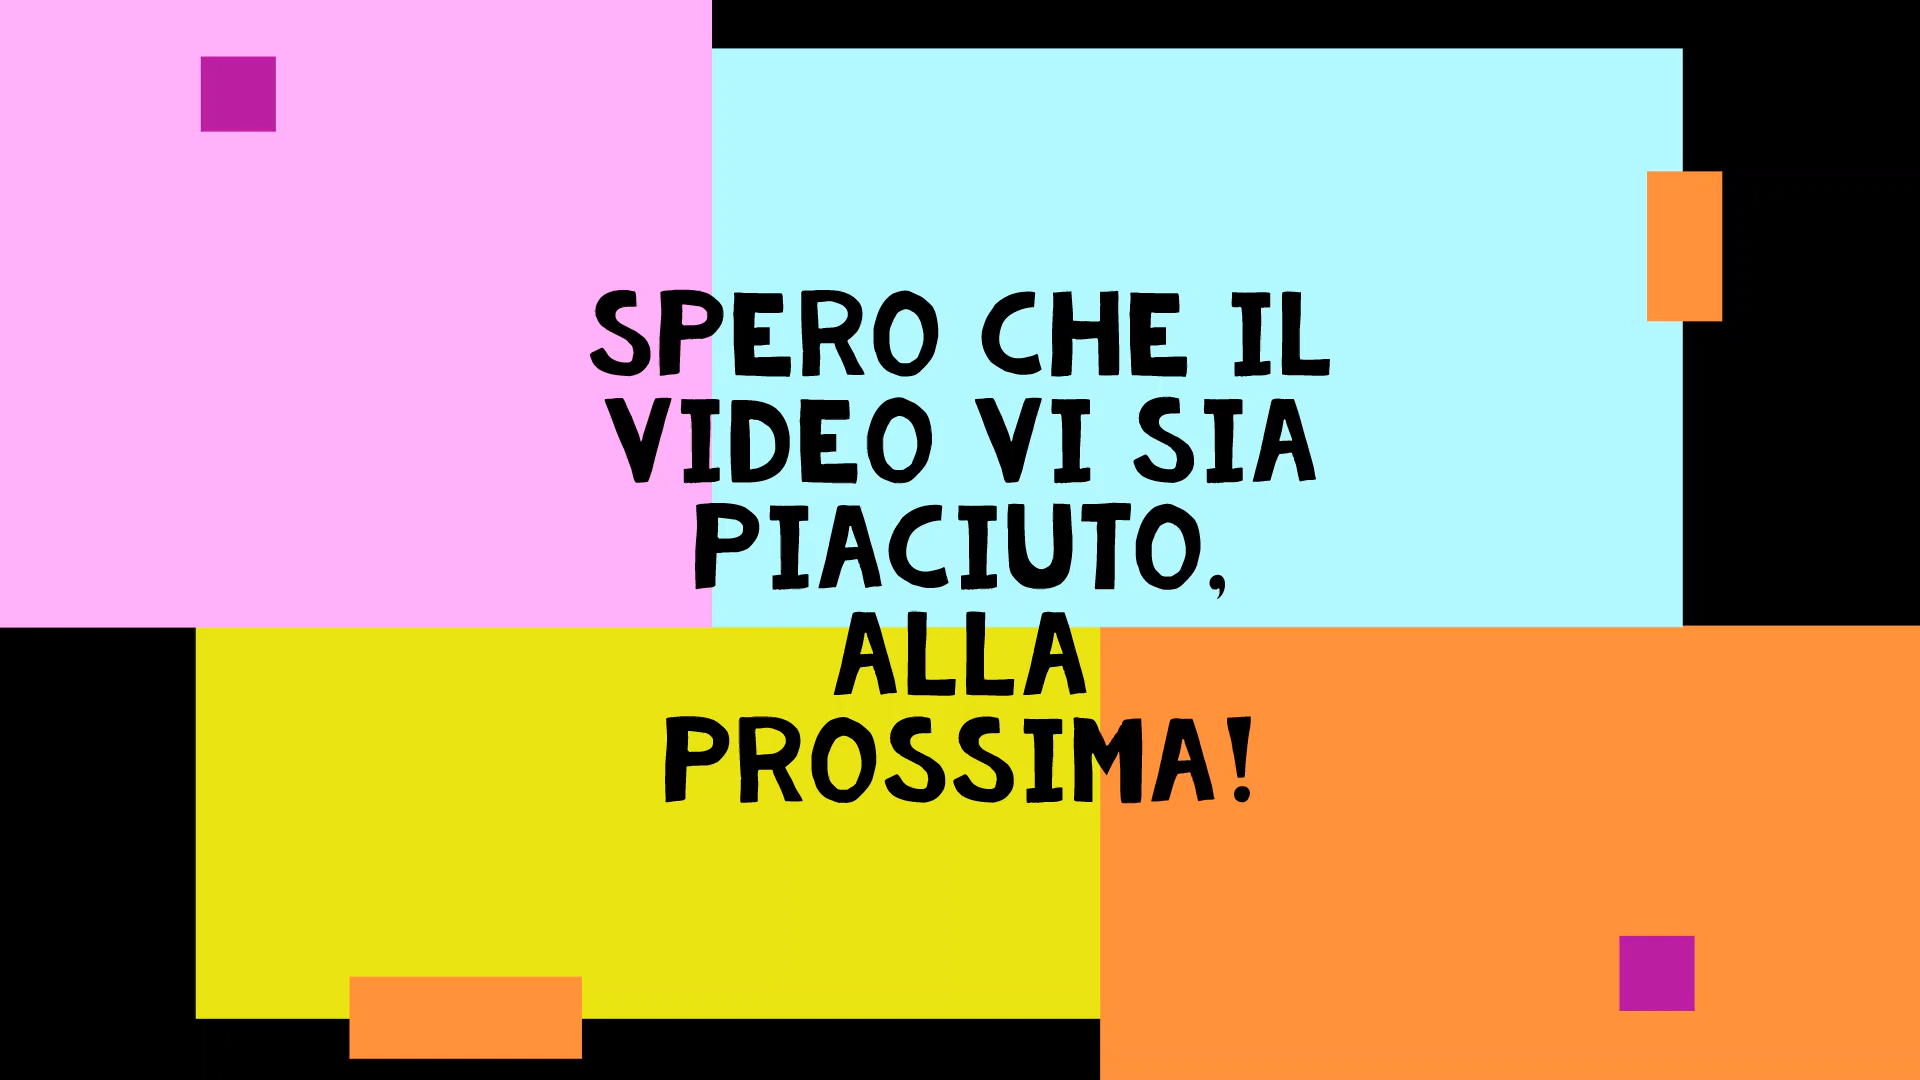 SPERO CHE IL
VIDEO VI SIA
PIACIUTO,
ALLA
PROSSIMA!